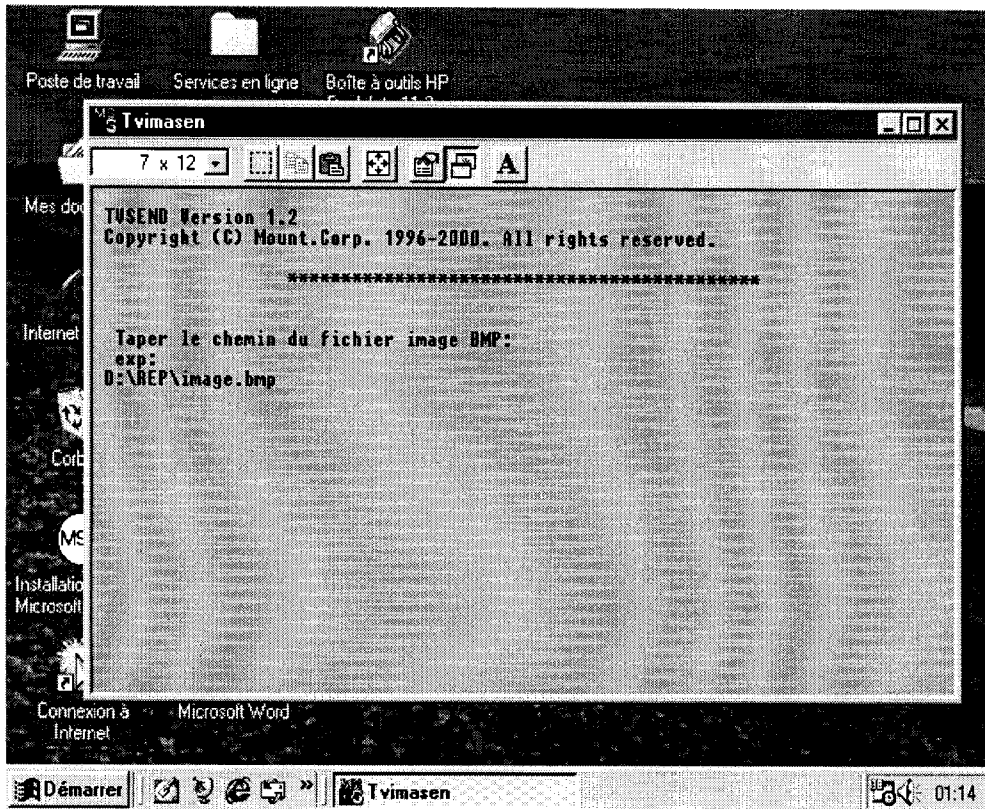 Poste de travail
Services en ligne
Boîte à outils HP
Tvimasen
7 x 12
A
Mes
TVSEND Version 1.2
Copyright (C) Mount.Corp. 1996-2000. All rights reserved.
*******************************************
Internet
Taper le chemin du fichier image BMP:
exp:
D:\REP\image.bmp
Corb
MS
Installatio
Microsoft
Connexion à
Internet
Microsoft Word
Démarrer
»
Tvimasen
01:14